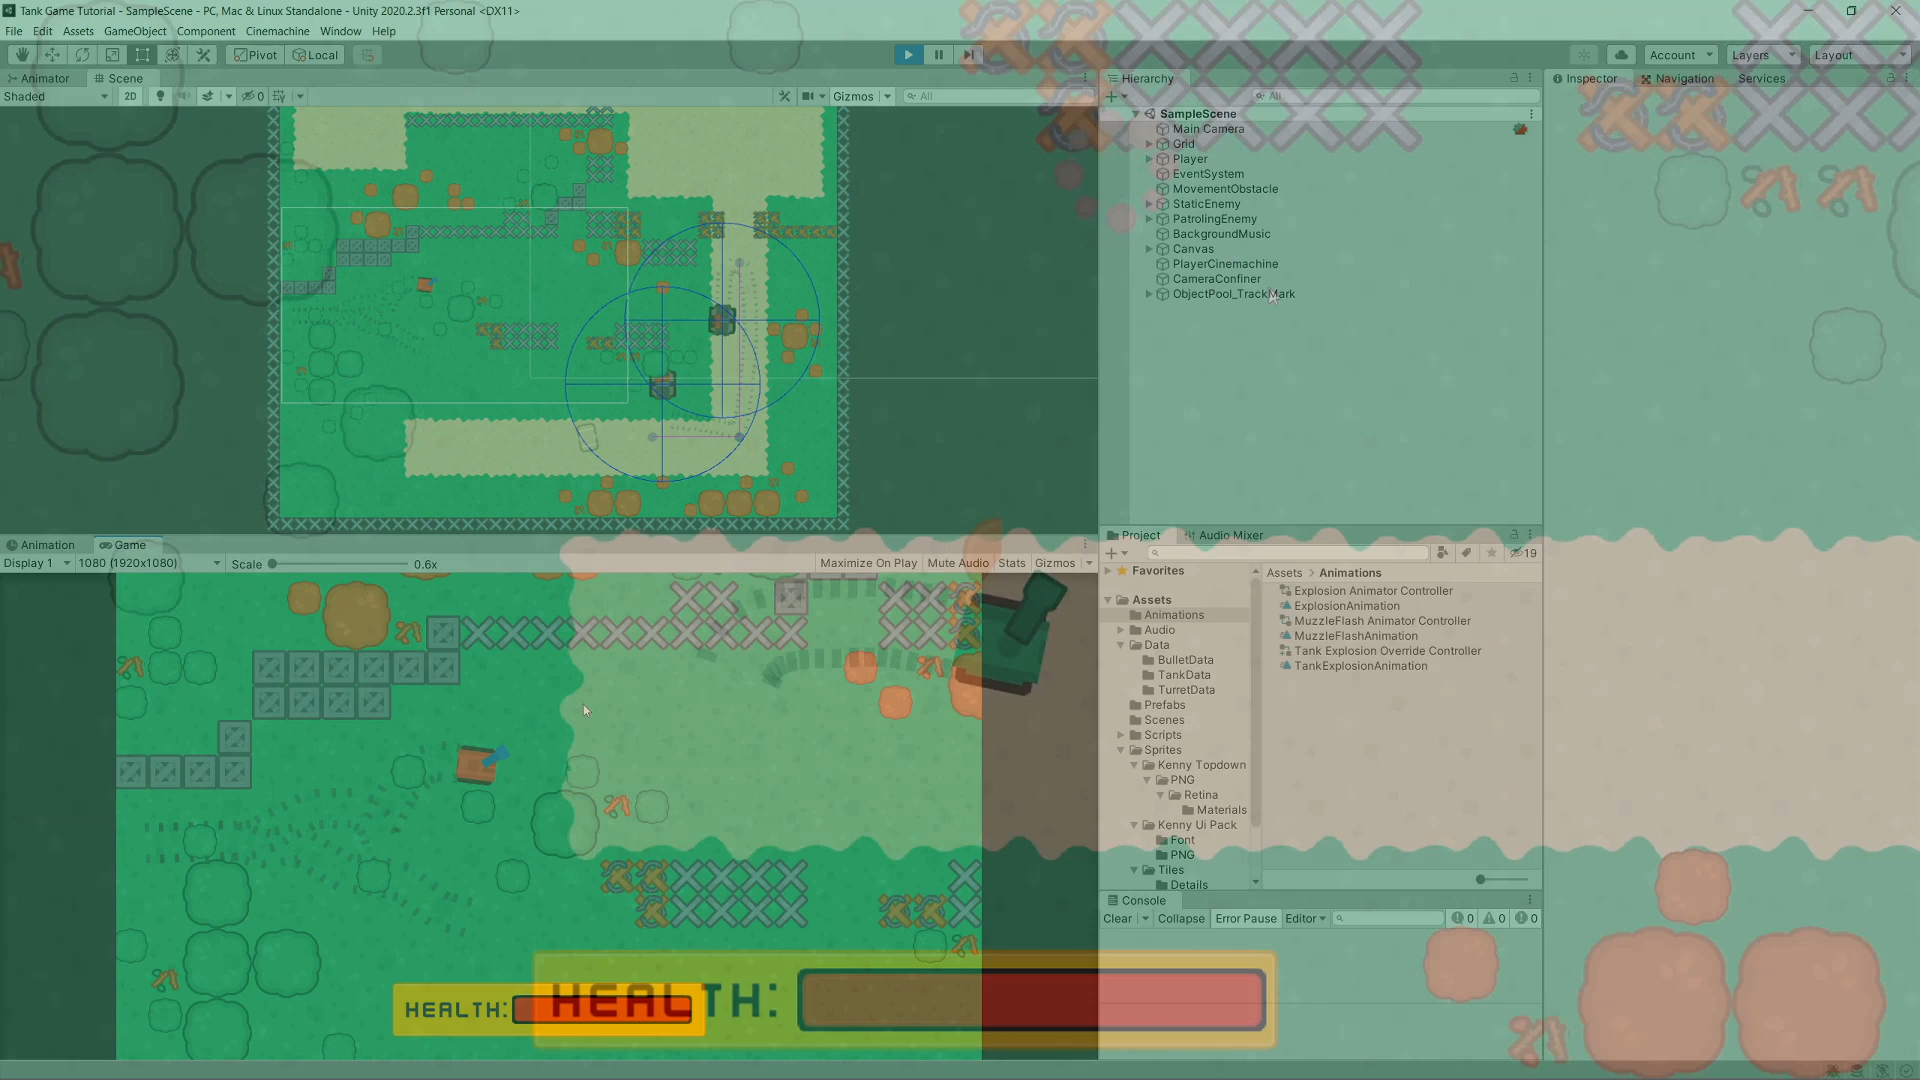 Tank Game Tutorial - SampleScene - PC, Mac & Linux Standalone - Unity 2020.2.3f1 Personal <DX11>
File Edit Assets GameObject Component Cinemachine Window Help
Pivot Local Account Layers Layout
Animator Scene
Shaded 2D 0 Gizmos All
Hierarchy
All
SampleScene
Main Camera
Grid
Player
EventSystem
MovementObstacle
StaticEnemy
PatrolingEnemy
BackgroundMusic
Canvas
PlayerCinemachine
CameraConfiner
ObjectPool_TrackMark
Inspector Navigation Services
Animation Game
Display 1 1080 (1920x1080) Scale 0.6x Maximize On Play Mute Audio Stats Gizmos
HEALTH:
HEALTH:
Project Audio Mixer
19
Favorites
Assets
Animations
Audio
Data
BulletData
TankData
TurretData
Prefabs
Scenes
Scripts
Sprites
Kenny Topdown
PNG
Retina
Materials
Kenny Ui Pack
Font
PNG
Tiles
Details
Assets > Animations
Explosion Animator Controller
ExplosionAnimation
MuzzleFlash Animator Controller
MuzzleFlashAnimation
Tank Explosion Override Controller
TankExplosionAnimation
Console
Clear Collapse Error Pause Editor 0 0 0